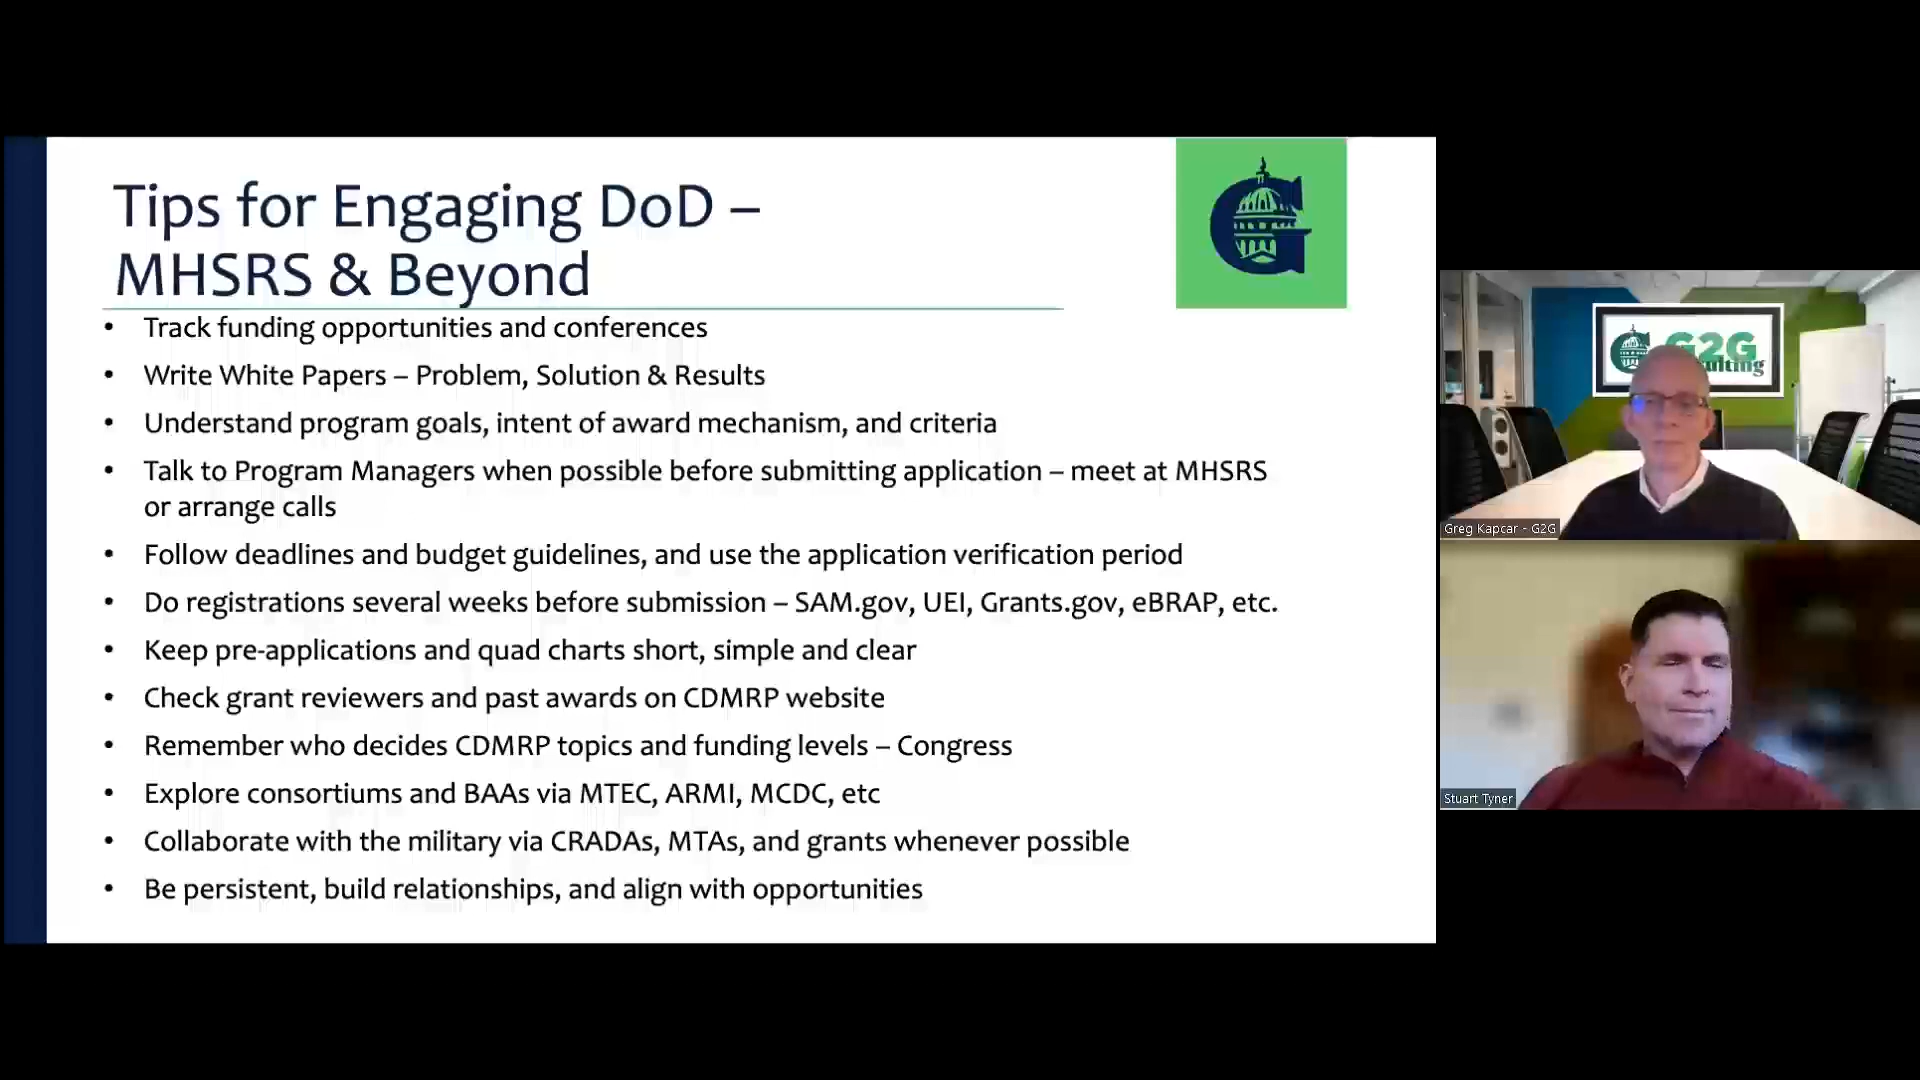 Tips for Engaging DoD –
MHSRS & Beyond
• Track funding opportunities and conferences
• Write White Papers – Problem, Solution & Results
• Understand program goals, intent of award mechanism, and criteria
• Talk to Program Managers when possible before submitting application – meet at MHSRS
or arrange calls
• Follow deadlines and budget guidelines, and use the application verification period
• Do registrations several weeks before submission – SAM.gov, UEI, Grants.gov, eBRAP, etc.
• Keep pre-applications and quad charts short, simple and clear
• Check grant reviewers and past awards on CDMRP website
• Remember who decides CDMRP topics and funding levels – Congress
• Explore consortiums and BAAs via MTEC, ARMI, MCDC, etc
• Collaborate with the military via CRADAs, MTAs, and grants whenever possible
• Be persistent, build relationships, and align with opportunities
G
G2G
Greg Kapcar - G2G
Stuart Tyner